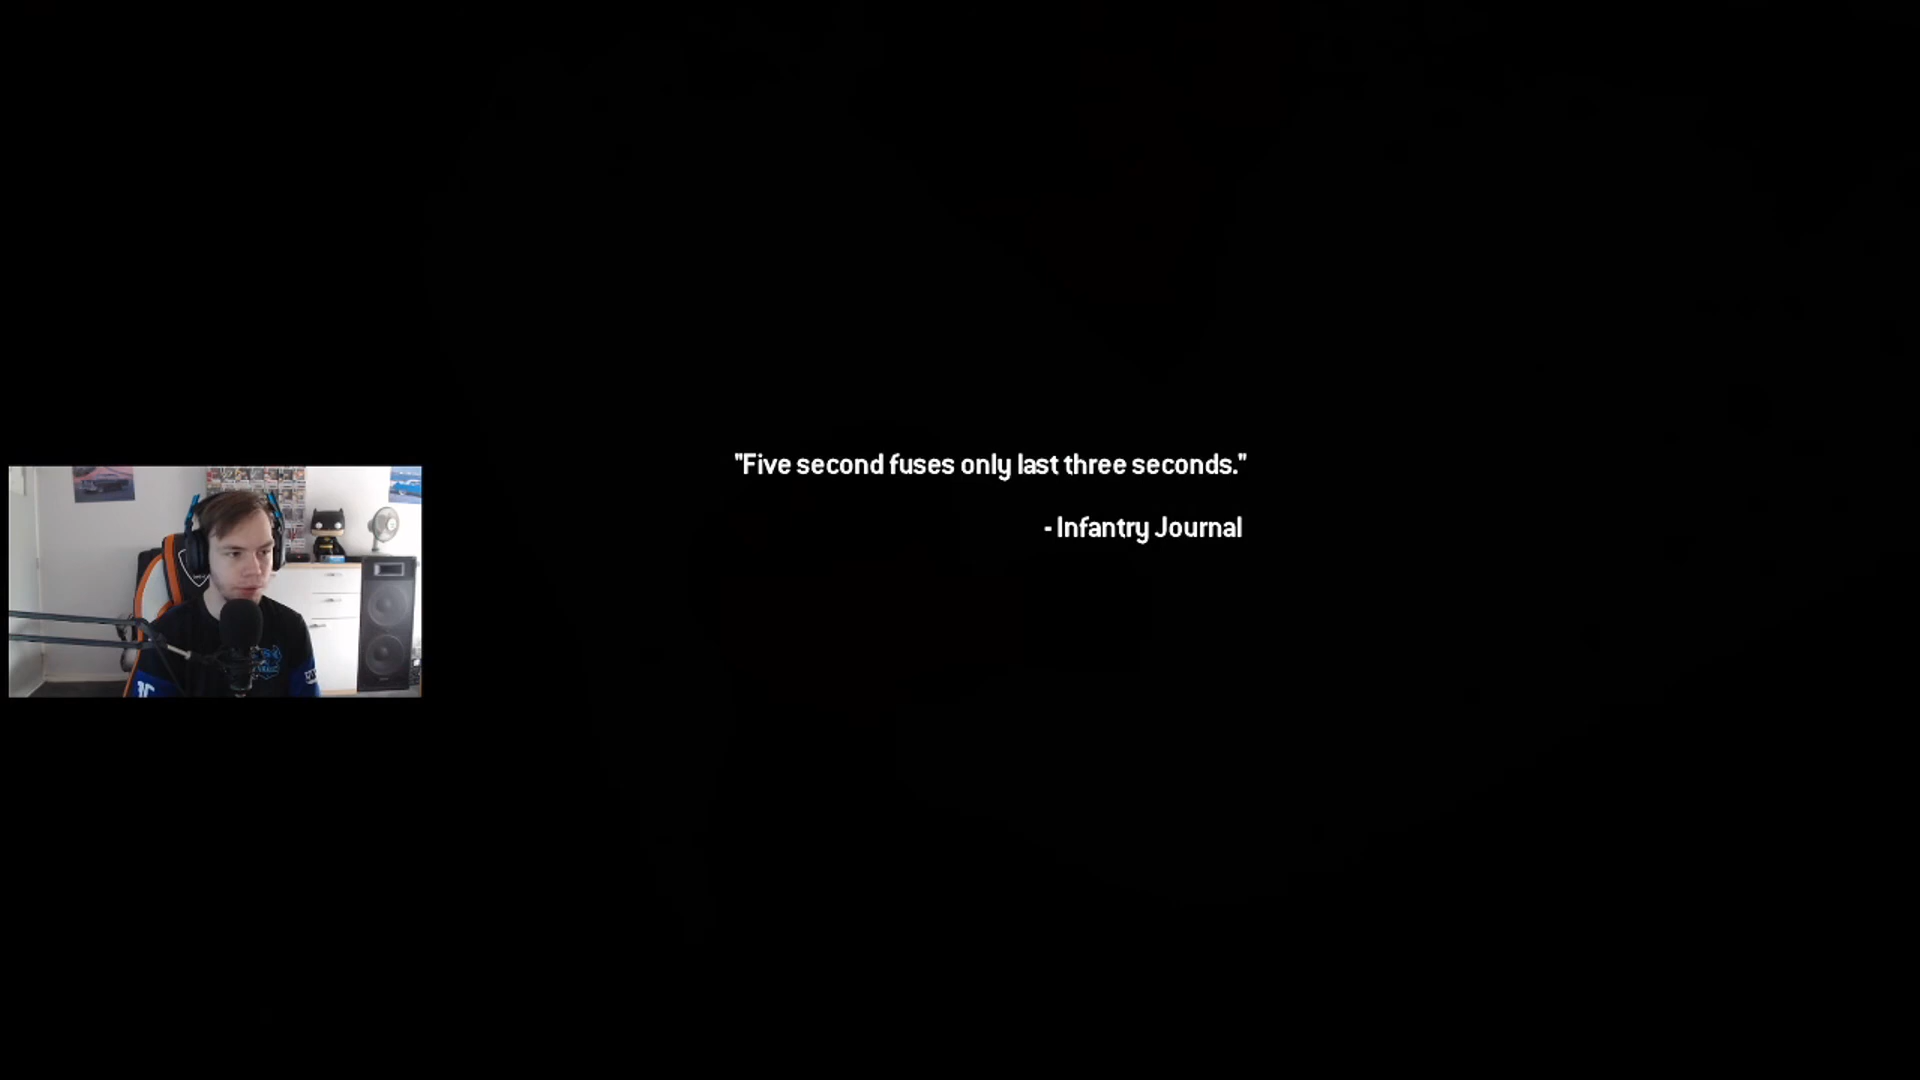 "Five second fuses only last three seconds."
- Infantry Journal